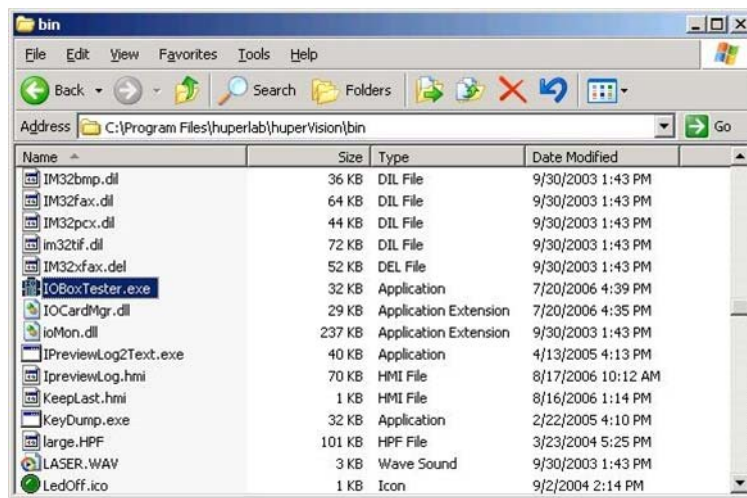 bin
File Edit View Favorites Tools Help
Back Search Folders
Address C:\Program Files\huperlab\huperVision\bin Go
Name Size Type Date Modified
IM32bmp.dil 36 KB DIL File 9/30/2003 1:43 PM
IM32fax.dil 64 KB DIL File 9/30/2003 1:43 PM
IM32pcx.dil 44 KB DIL File 9/30/2003 1:43 PM
im32tif.dil 72 KB DIL File 9/30/2003 1:43 PM
IM32xfax.del 52 KB DEL File 9/30/2003 1:43 PM
IOBoxTester.exe 32 KB Application 7/20/2006 4:39 PM
IOCardMgr.dll 29 KB Application Extension 7/20/2006 4:35 PM
ioMon.dll 237 KB Application Extension 9/30/2003 1:43 PM
IPreviewLog2Text.exe 40 KB Application 4/13/2005 4:13 PM
IpreviewLog.hmi 70 KB HMI File 8/17/2006 10:12 AM
KeepLast.hmi 1 KB HMI File 8/16/2006 1:14 PM
KeyDump.exe 32 KB Application 2/22/2005 4:10 PM
large.HPF 101 KB HPF File 3/23/2004 5:25 PM
LASER.WAV 3 KB Wave Sound 9/30/2003 1:43 PM
LedOff.ico 1 KB Icon 9/2/2004 2:14 PM